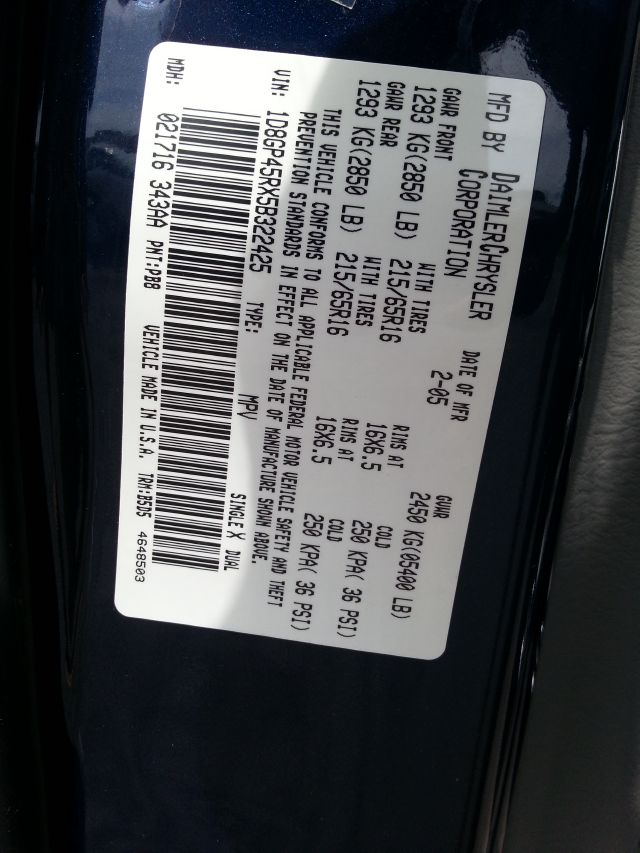 MFD BY DAIMLERCHRYSLER CORPORATION
DATE OF MFR 2-05
GVWR 2450 KG(05400 LB)
GAWR FRONT WITH TIRES RIMS AT COLD
1293 KG(2850 LB) 215/65R16 16X6.5 250 KPA( 36 PSI)
GAWR REAR WITH TIRES RIMS AT COLD
1293 KG(2850 LB) 215/65R16 16X6.5 250 KPA( 36 PSI)
THIS VEHICLE CONFORMS TO ALL APPLICABLE FEDERAL MOTOR VEHICLE SAFETY AND THEFT
PREVENTION STANDARDS IN EFFECT ON THE DATE OF MANUFACTURE SHOWN ABOVE.
VIN: 1D8GP45RX5B322425 TYPE: MPV SINGLE X DUAL
MDH: 021716 343AA PNT:PB8 VEHICLE MADE IN U.S.A. TRM:B5D5 4648503